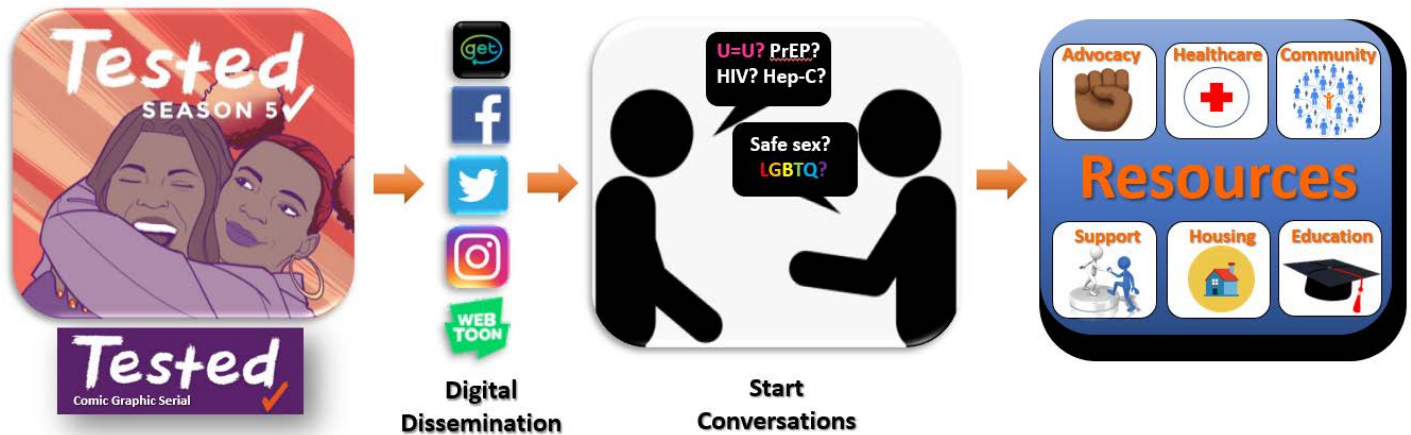 Tested
SEASON 5
Tested
Comic Graphic Serial
get
f
WEB
TOON
Digital
Dissemination
U=U? PrEP?
HIV? Hep-C?
Safe sex?
LGBTQ?
Start
Conversations
Advocacy
Healthcare
Community
Resources
Support
Housing
Education